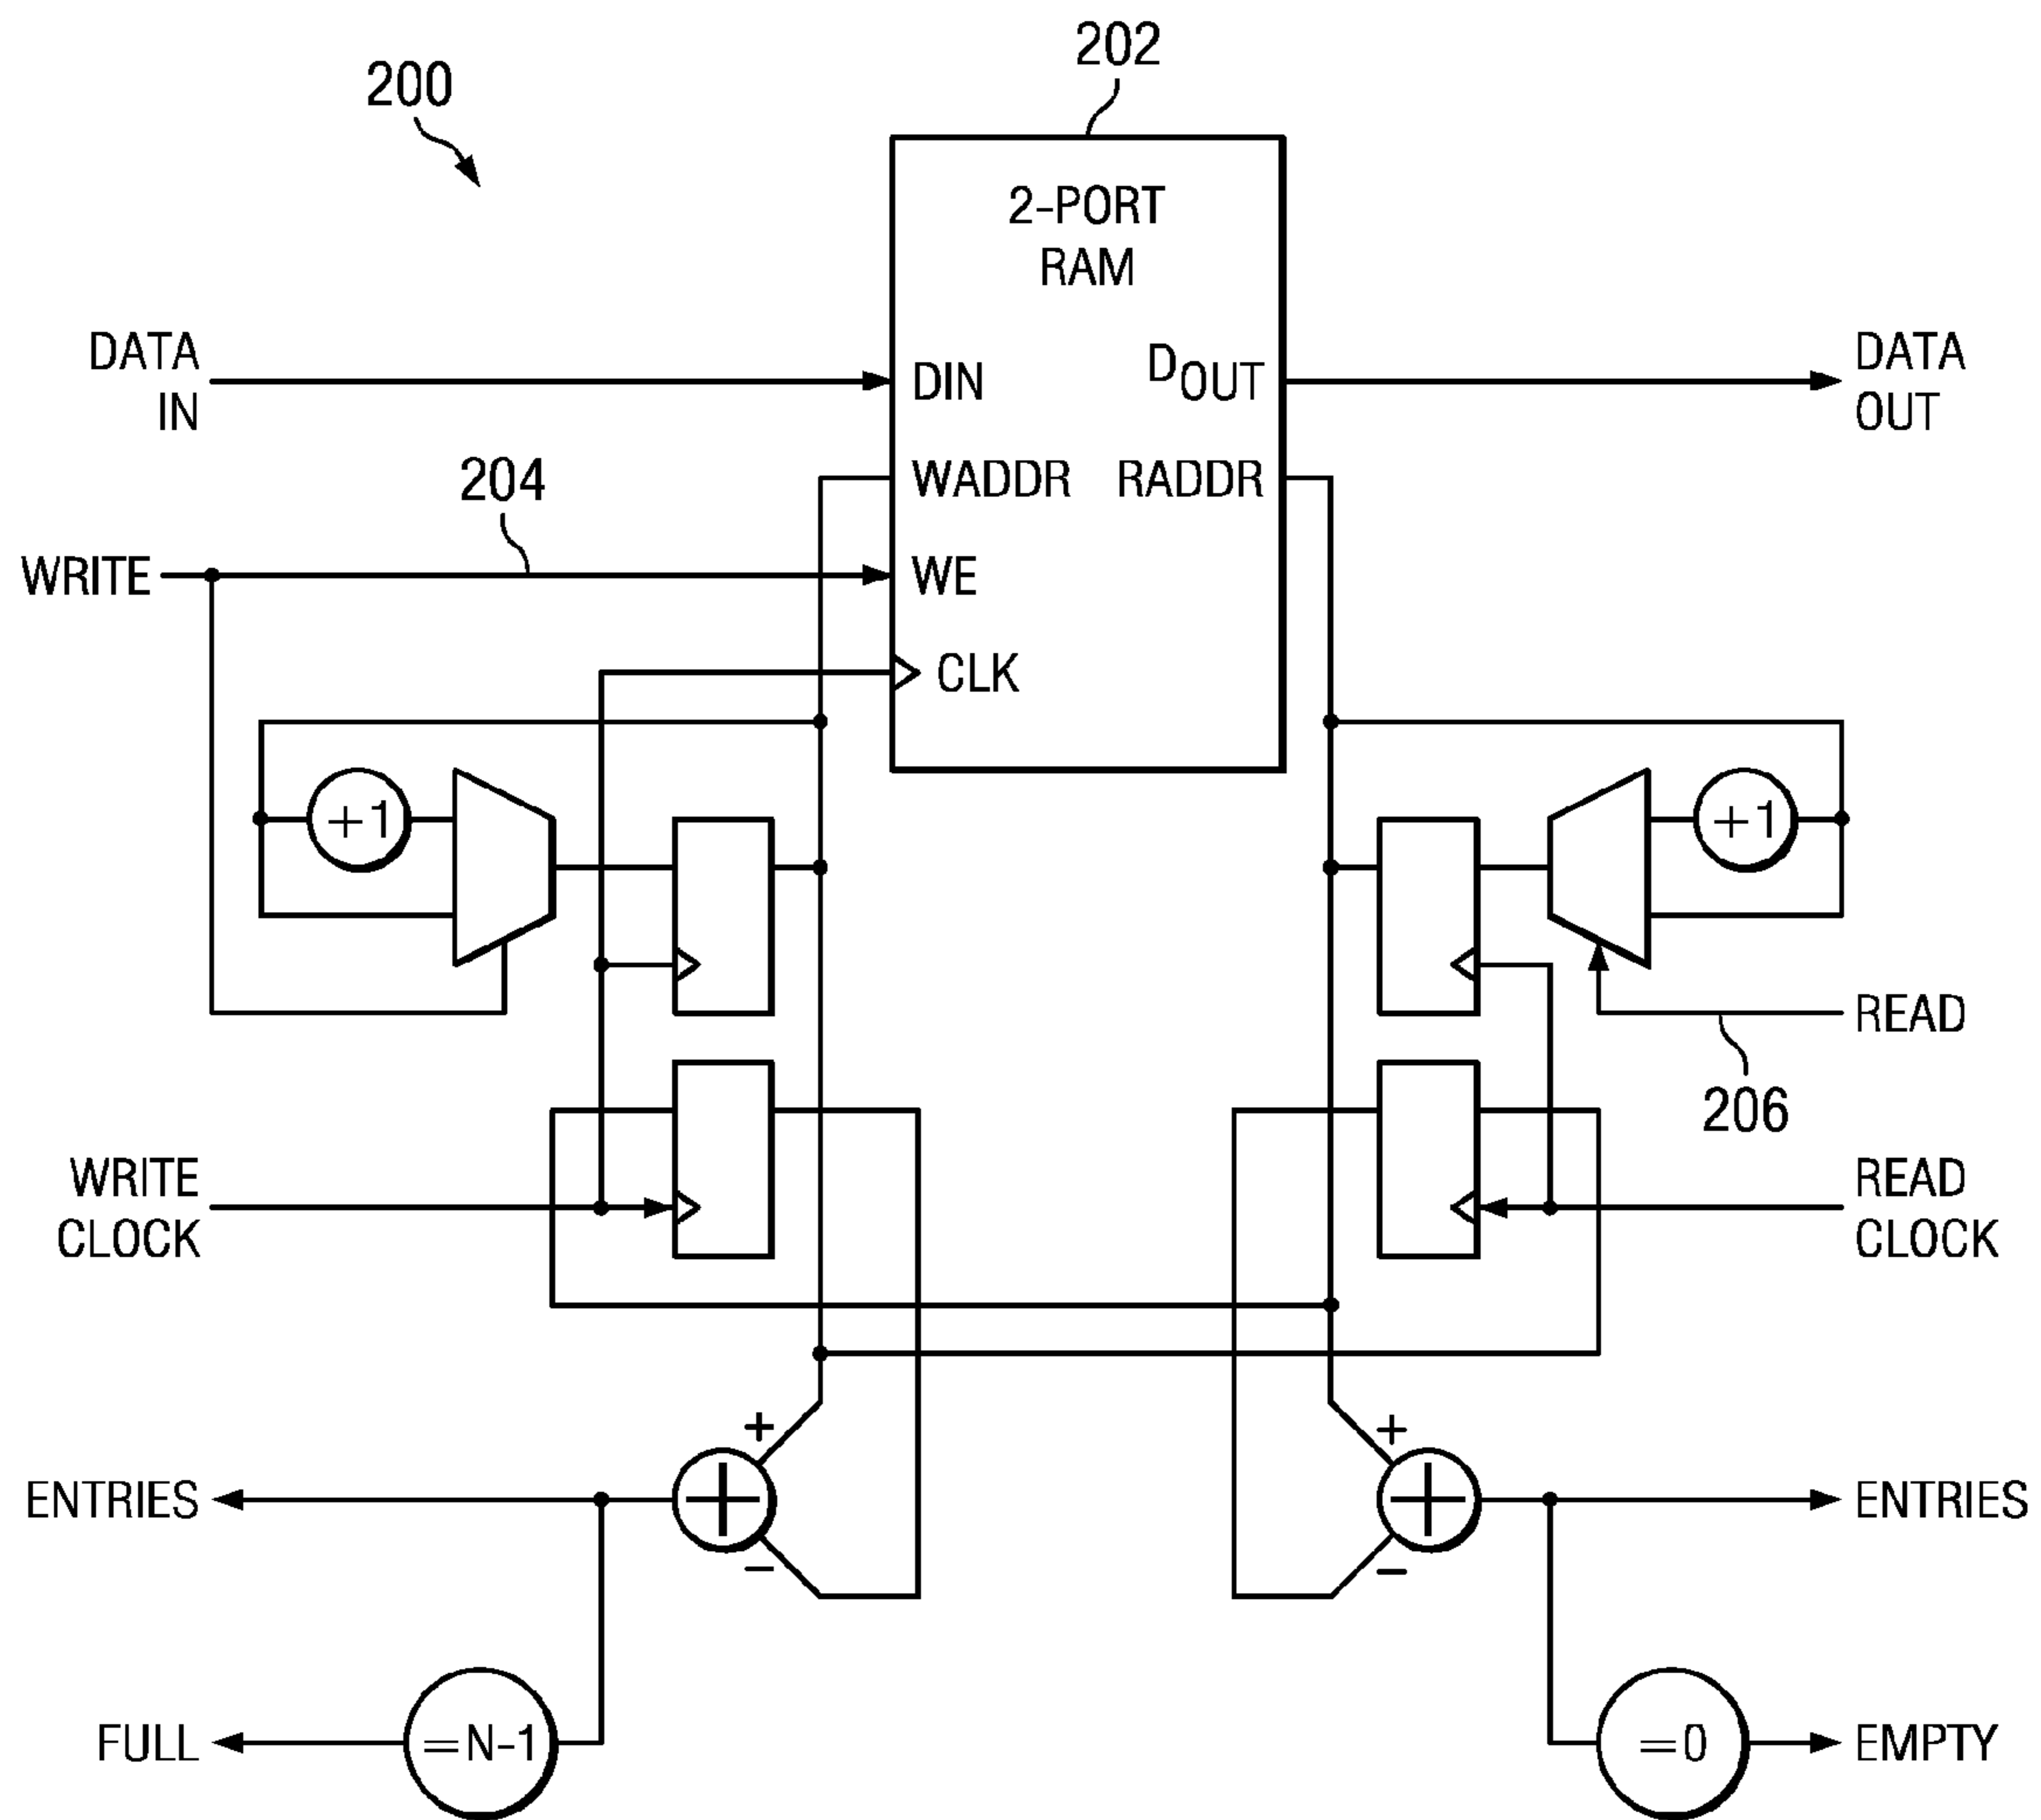 202
200
2-PORT
RAM
DATA
IN
DIN
DOUT
DATA
OUT
204
WADDR
RADDR
WRITE
WE
CLK
+1
+1
READ
206
WRITE
CLOCK
READ
CLOCK
+
+
ENTRIES
ENTRIES
−
−
FULL
=N-1
=0
EMPTY